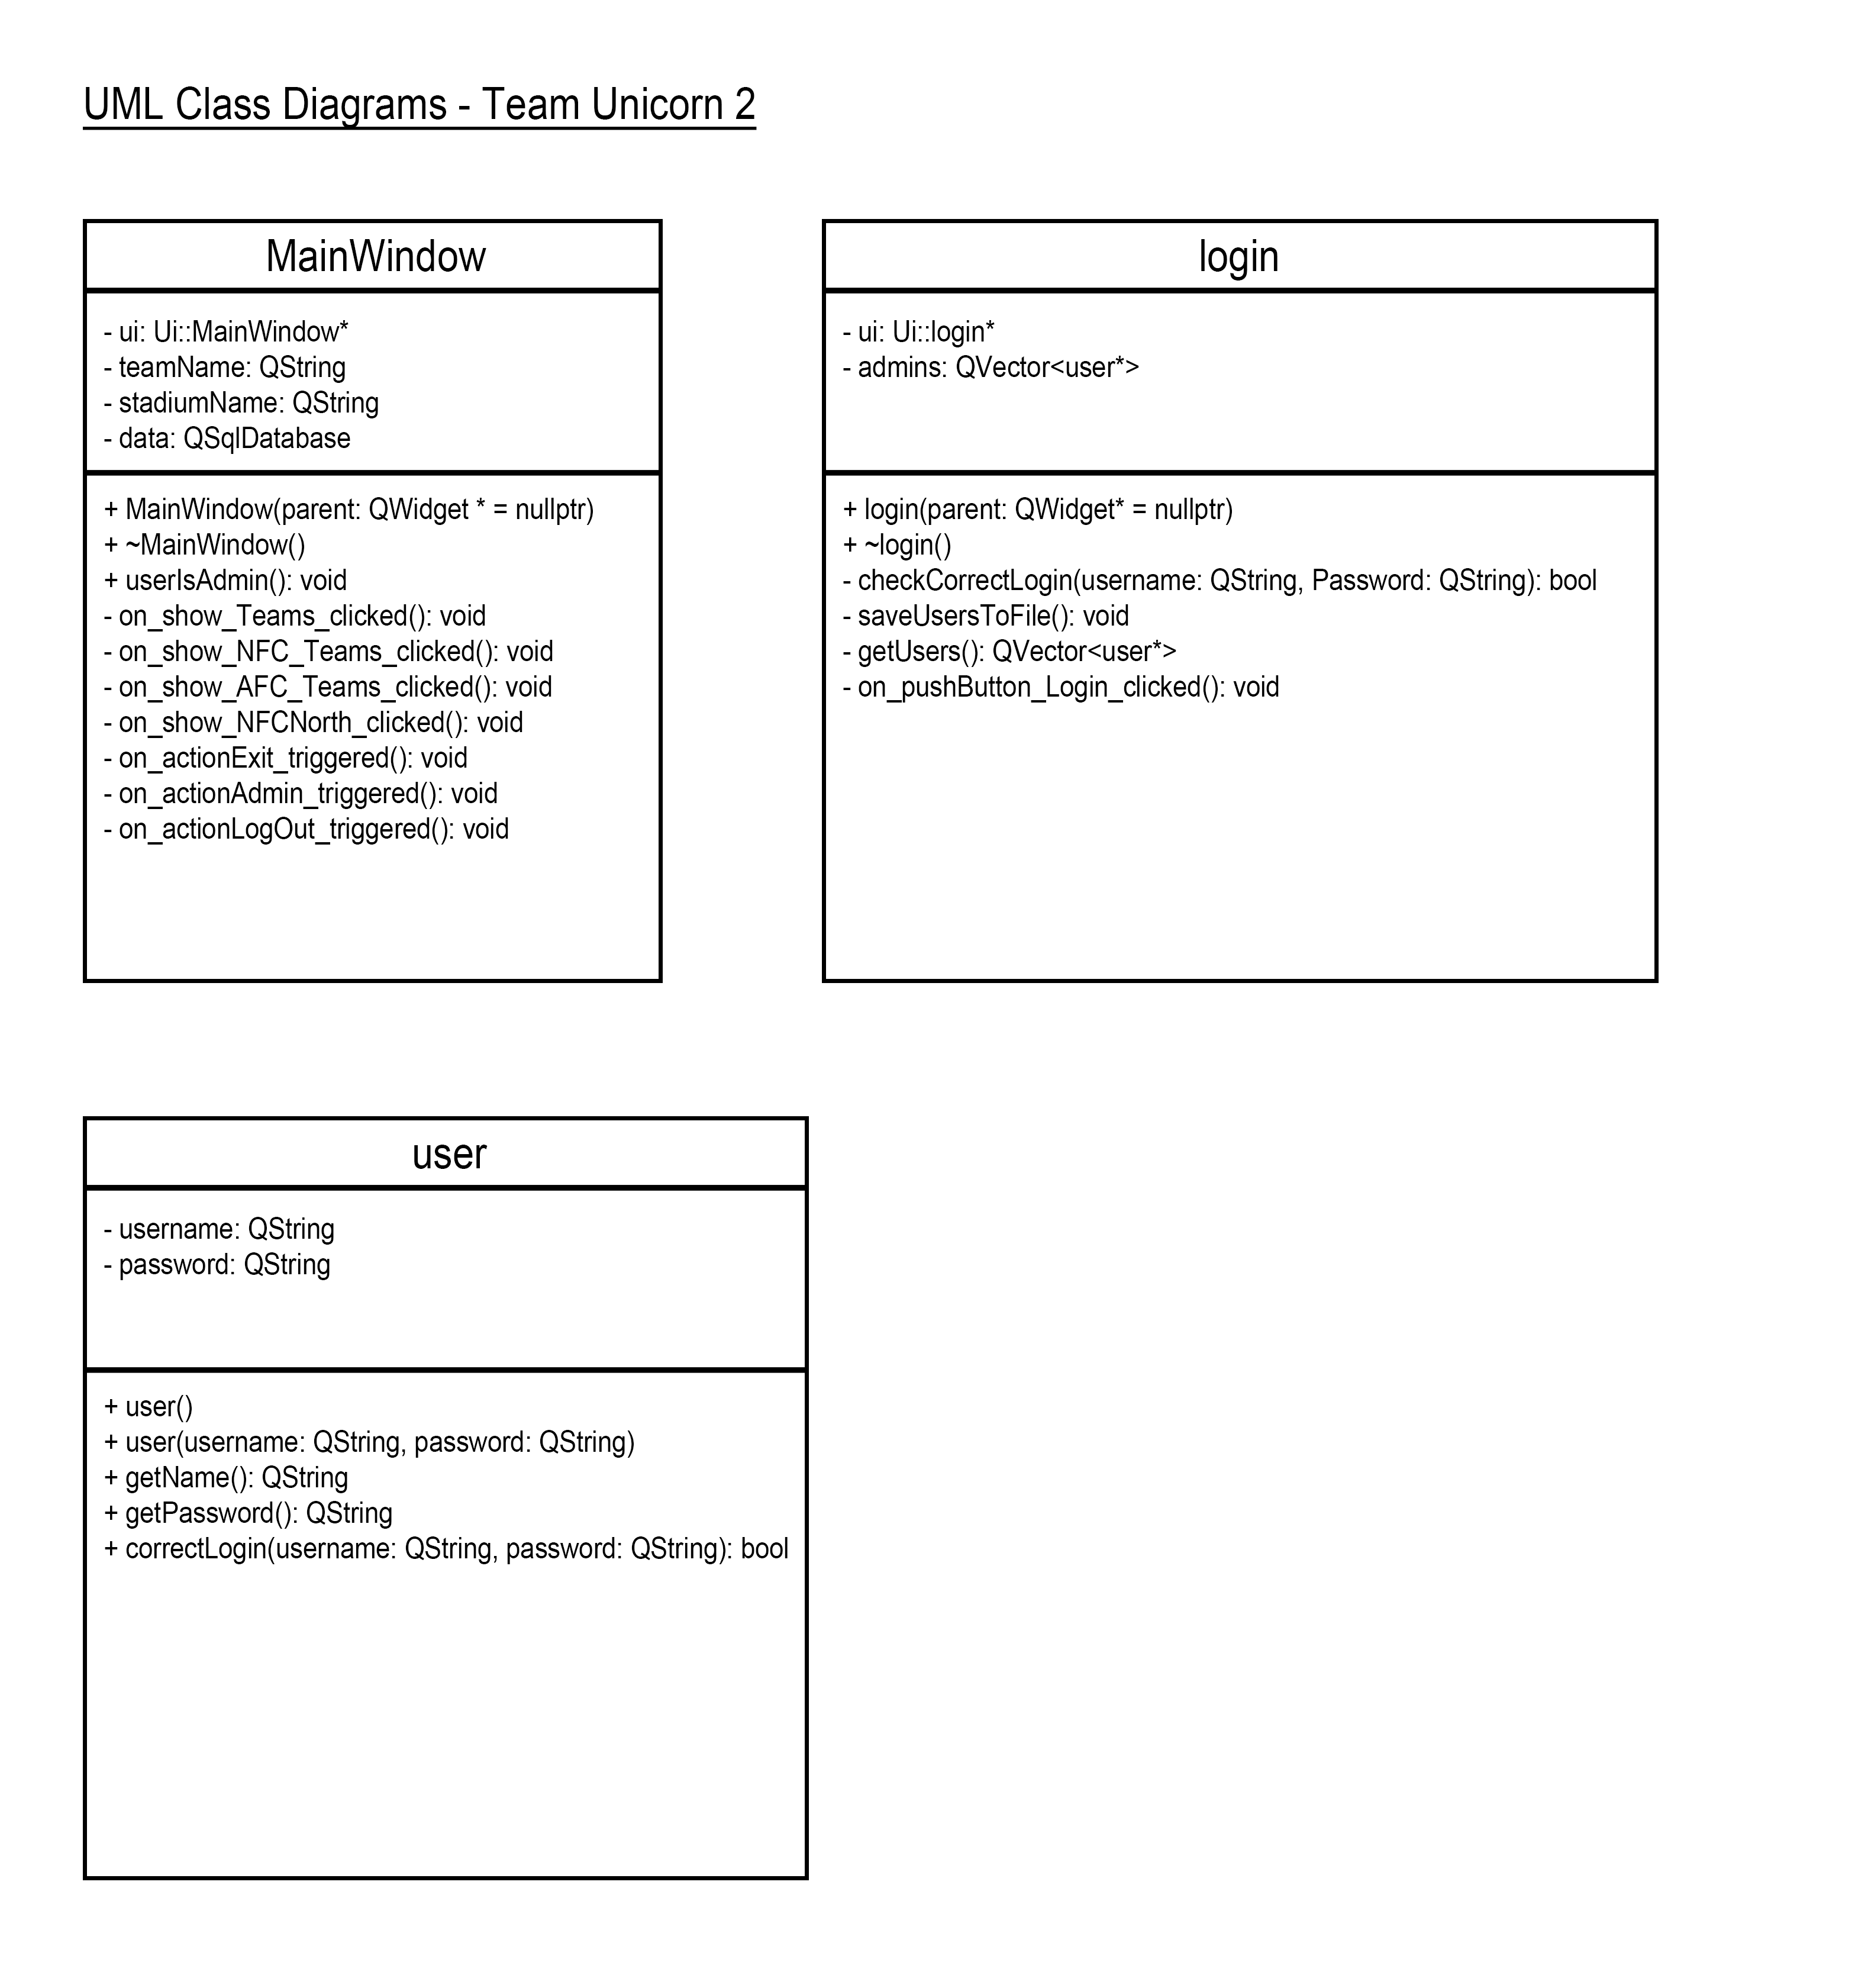 UML Class Diagrams - Team Unicorn 2
MainWindow
- ui: Ui::MainWindow*
- teamName: QString
- stadiumName: QString
- data: QSqlDatabase
+ MainWindow(parent: QWidget * = nullptr)
+ ~MainWindow()
+ userIsAdmin(): void
- on_show_Teams_clicked(): void
- on_show_NFC_Teams_clicked(): void
- on_show_AFC_Teams_clicked(): void
- on_show_NFCNorth_clicked(): void
- on_actionExit_triggered(): void
- on_actionAdmin_triggered(): void
- on_actionLogOut_triggered(): void
login
- ui: Ui::login*
- admins: QVector<user*>
+ login(parent: QWidget* = nullptr)
+ ~login()
- checkCorrectLogin(username: QString, Password: QString): bool
- saveUsersToFile(): void
- getUsers(): QVector<user*>
- on_pushButton_Login_clicked(): void
user
- username: QString
- password: QString
+ user()
+ user(username: QString, password: QString)
+ getName(): QString
+ getPassword(): QString
+ correctLogin(username: QString, password: QString): bool